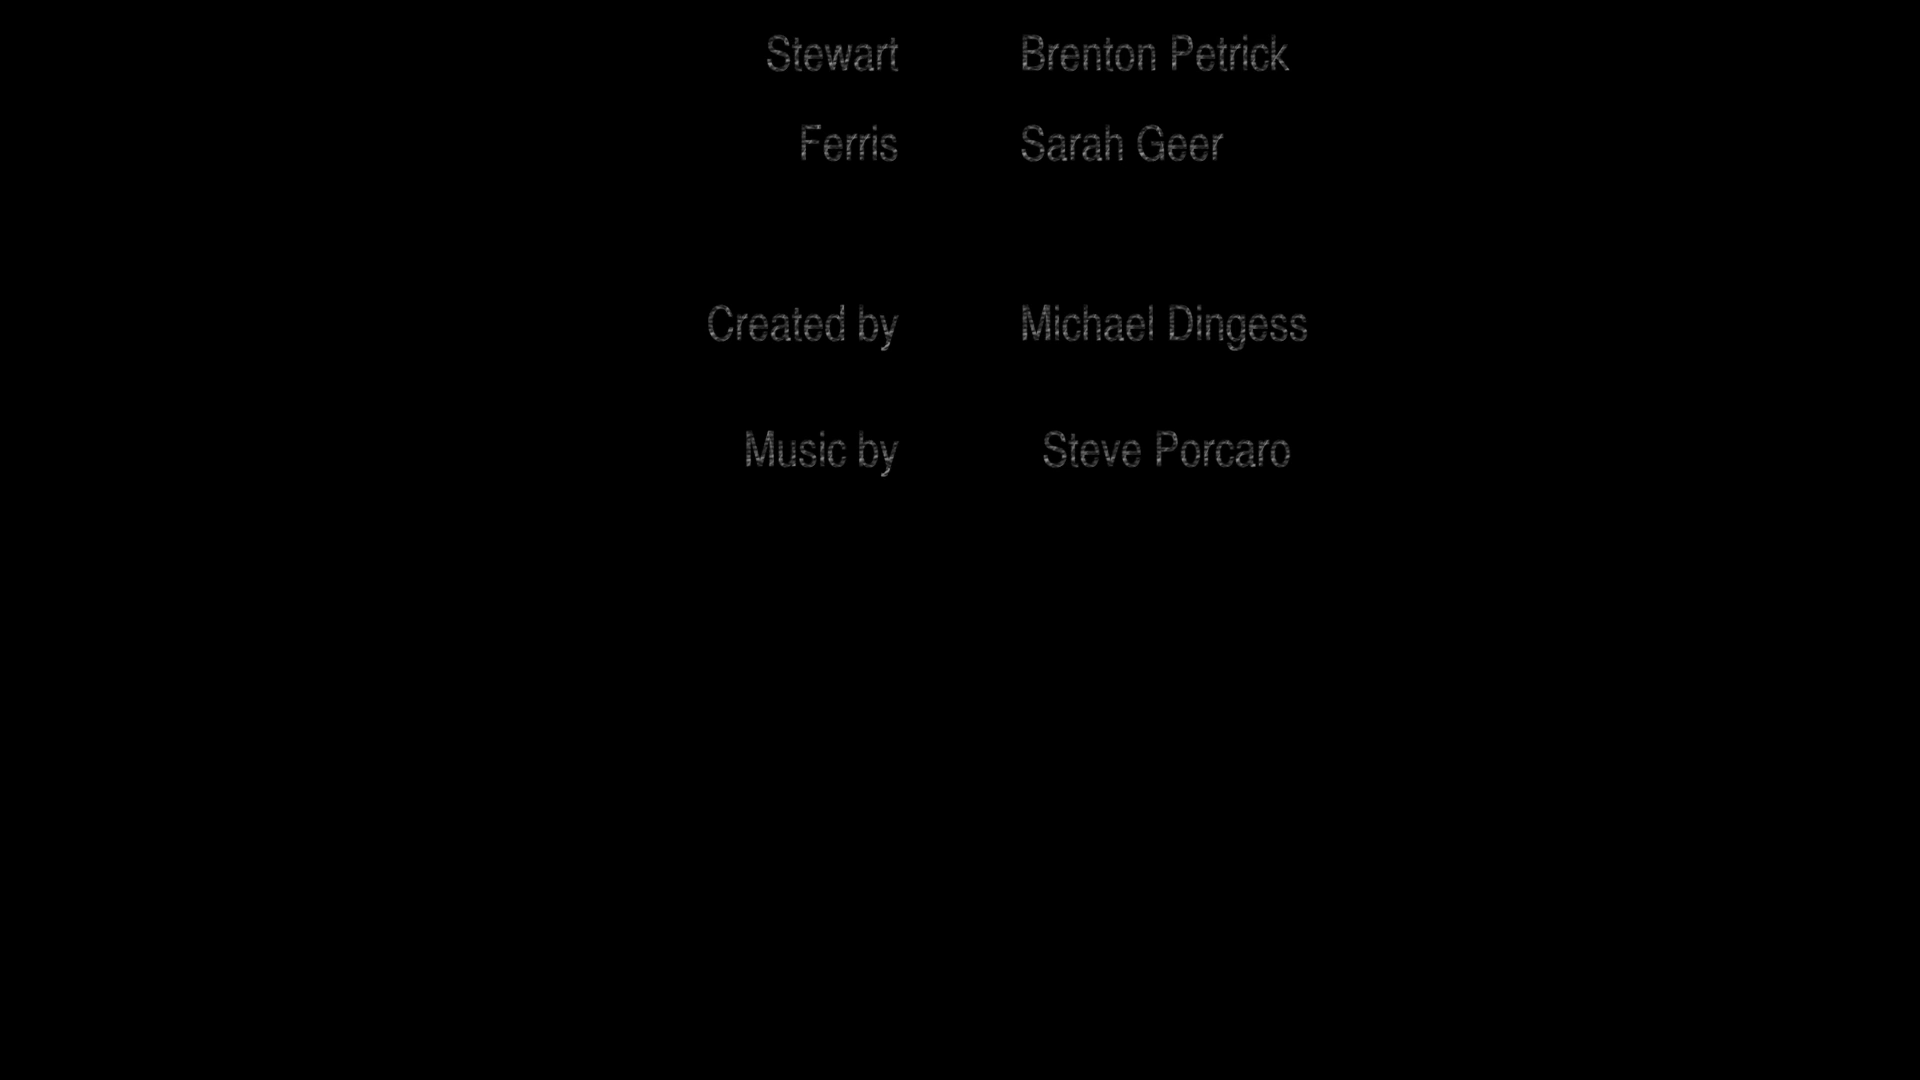 Stewart Brenton Petrick
Ferris Sarah Geer
Created by Michael Dingess
Music by Steve Porcaro